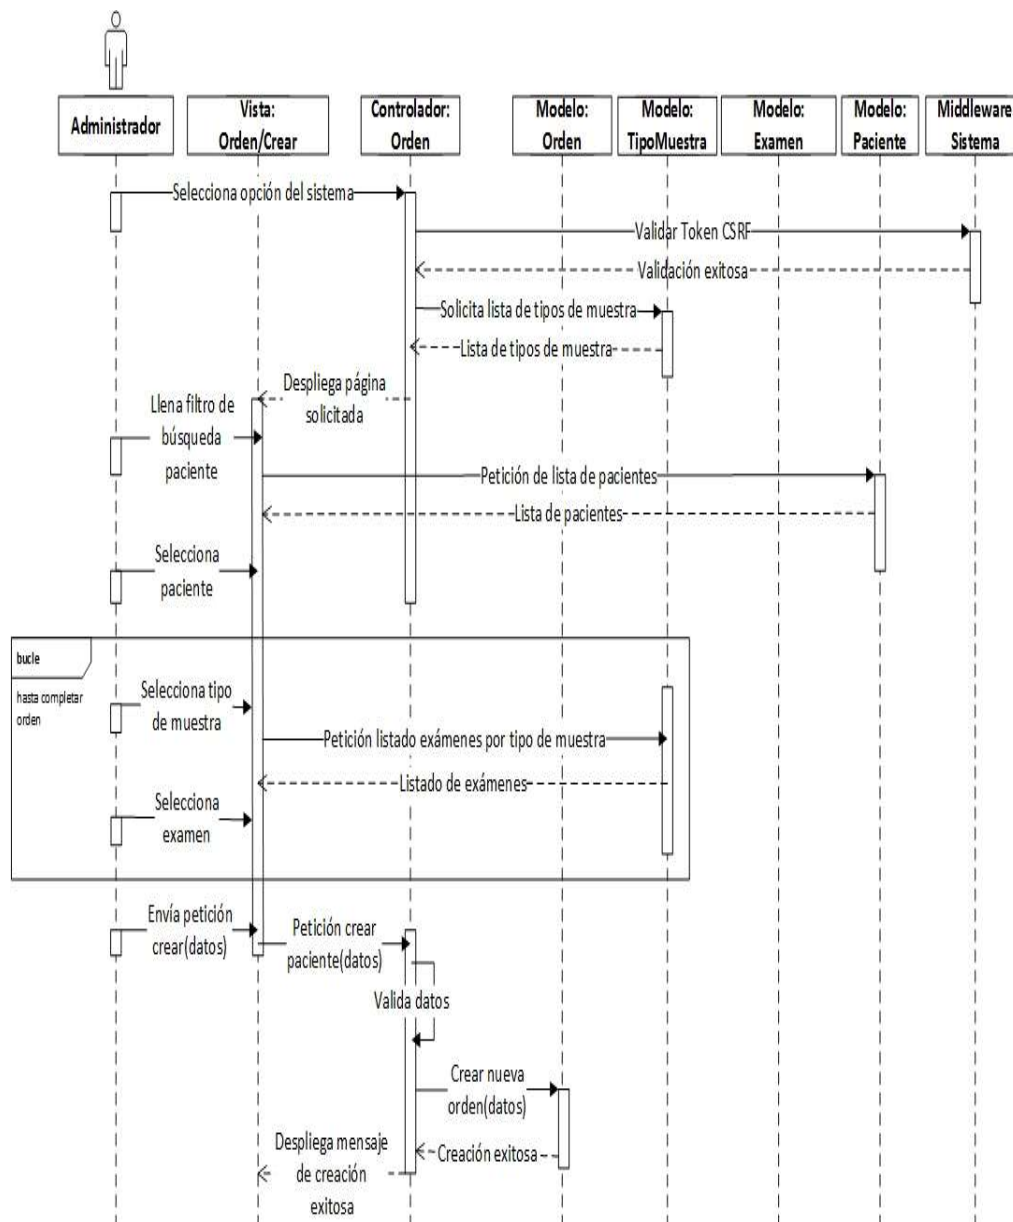 Administrador
Vista:
Orden/Crear
Controlador:
Orden
Modelo:
Orden
Modelo:
TipoMuestra
Modelo:
Examen
Modelo:
Paciente
Middleware
Sistema
Selecciona opción del sistema
Validar Token CSRF
Validación exitosa
Solicita lista de tipos de muestra
Lista de tipos de muestra
Despliega página
solicitada
Llena filtro de
búsqueda
paciente
Petición de lista de pacientes
Lista de pacientes
Selecciona
paciente
bucle
hasta completar
orden
Selecciona tipo
de muestra
Petición listado exámenes por tipo de muestra
Listado de exámenes
Selecciona
examen
Envía petición
crear(datos)
Petición crear
paciente(datos)
Valida datos
Crear nueva
orden(datos)
Creación exitosa
Despliega mensaje
de creación
exitosa